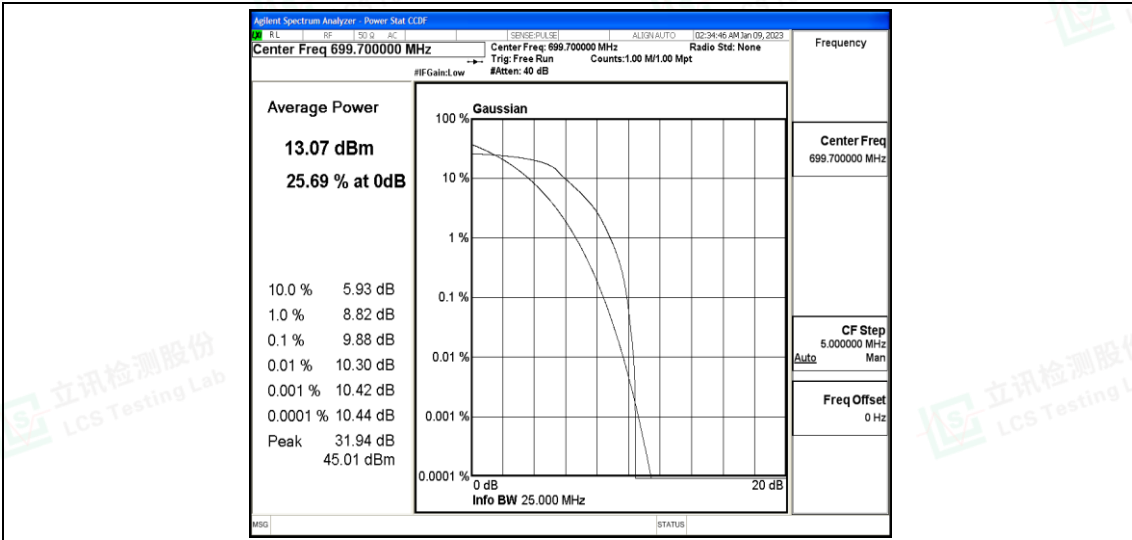 Agilent Spectrum Analyzer - Power Stat CCDF
LXI RL RF 50 Ω AC SENSE:PULSE ALIGN AUTO 02:34:46 AM Jan 09, 2023
Center Freq 699.700000 MHz
Center Freq: 699.700000 MHz Radio Std: None
Trig: Free Run Counts:1.00 M/1.00 Mpt
#IFGain:Low #Atten: 40 dB
Frequency
Center Freq
699.700000 MHz
CF Step
5.000000 MHz
Auto Man
Freq Offset
0 Hz
Average Power
13.07 dBm
25.69 % at 0dB
10.0 % 5.93 dB
1.0 % 8.82 dB
0.1 % 9.88 dB
0.01 % 10.30 dB
0.001 % 10.42 dB
0.0001 % 10.44 dB
Peak 31.94 dB
45.01 dBm
Gaussian
100 %
10 %
1 %
0.1 %
0.01 %
0.001 %
0.0001 %
0 dB 20 dB
Info BW 25.000 MHz
MSG STATUS
立讯检测股份
LCS Testing Lab
立讯检测股份
LCS Testing L